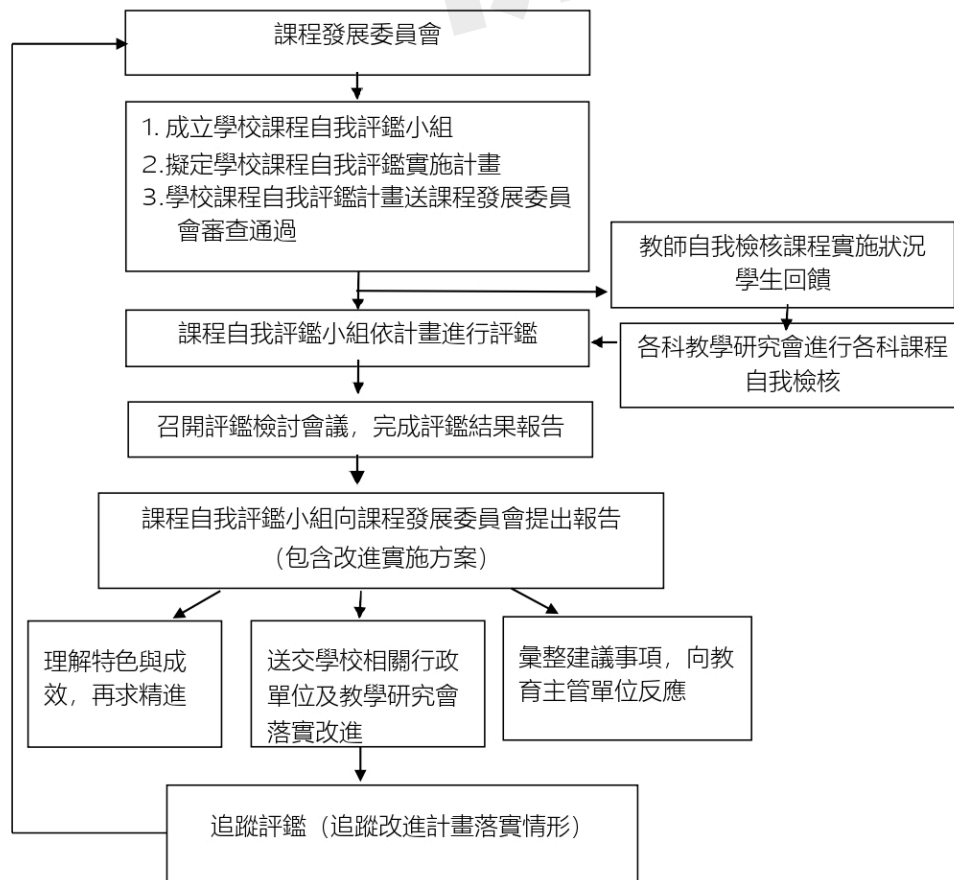 課程發展委員會
1. 成立學校課程自我評鑑小組
2.擬定學校課程自我評鑑實施計畫
3.學校課程自我評鑑計畫送課程發展委員
會審查通過
教師自我檢核課程實施狀況
學生回饋
課程自我評鑑小組依計畫進行評鑑
各科教學研究會進行各科課程
自我檢核
召開評鑑檢討會議，完成評鑑結果報告
課程自我評鑑小組向課程發展委員會提出報告
（包含改進實施方案）
理解特色與成
效，再求精進
送交學校相關行政
單位及教學研究會
落實改進
彙整建議事項，向教
育主管單位反應
追蹤評鑑（追蹤改進計畫落實情形）